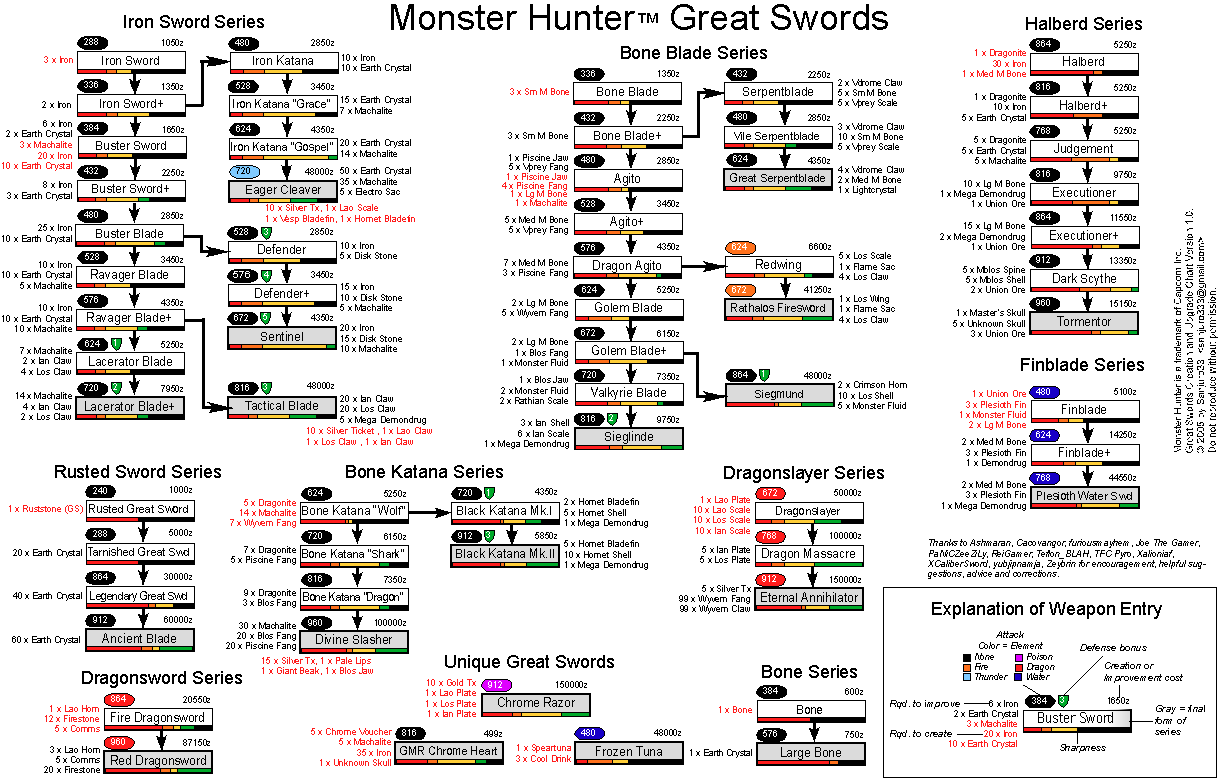 Monster Hunter™ Great Swords
Iron Sword Series
288 1050z
3 x Iron
Iron Sword
336 1350z
2 x Iron
Iron Sword+
384 1650z
6 x Iron
2 x Earth Crystal
3 x Machalite
20 x Iron
10 x Earth Crystal
Buster Sword
432 2250z
8 x Iron
3 x Earth Crystal
Buster Sword+
480 2850z
25 x Iron
10 x Earth Crystal
Buster Blade
528 3450z
10 x Iron
10 x Earth Crystal
5 x Machalite
Ravager Blade
576 4350z
10 x Iron
10 x Earth Crystal
10 x Machalite
Ravager Blade+
624 1 5250z
7 x Machalite
2 x Ian Claw
4 x Los Claw
Lacerator Blade
720 2 7950z
14 x Machalite
4 x Ian Claw
2 x Los Claw
Lacerator Blade+
480 2850z
Iron Katana
10 x Iron
10 x Earth Crystal
528 3450z
Iron Katana "Grace"
15 x Earth Crystal
7 x Machalite
624 4350z
Iron Katana "Gospel"
20 x Earth Crystal
14 x Machalite
720 48000z
Eager Cleaver
50 x Earth Crystal
35 x Machalite
5 x Electro Sac
10 x Silver Tx, 1 x Lao Scale
1 x Vesp Bladefin, 1 x Hornet Bladefin
528 3 2850z
Defender
10 x Iron
5 x Disk Stone
576 4 3450z
Defender+
15 x Iron
10 x Disk Stone
5 x Machalite
672 5 4350z
Sentinel
20 x Iron
15 x Disk Stone
10 x Machalite
816 3 48000z
Tactical Blade
20 x Ian Claw
20 x Los Claw
5 x Mega Demondrug
10 x Silver Ticket , 1 x Lao Claw
1 x Los Claw , 1 x Ian Claw
Bone Blade Series
336 1350z
3 x Sm M Bone
Bone Blade
432 2250z
3 x Sm M Bone
Bone Blade+
480 2850z
1 x Piscine Jaw
5 x Vprey Fang
1 x Piscine Jaw
4 x Piscine Fang
1 x Lg M Bone
1 x Machalite
Agito
528 3450z
5 x Med M Bone
5 x Vprey Fang
Agito+
576 4350z
7 x Med M Bone
3 x Piscine Fang
Dragon Agito
624 5250z
2 x Lg M Bone
5 x Wyvern Fang
Golem Blade
672 6150z
2 x Lg M Bone
1 x Blos Fang
1 x Monster Fluid
Golem Blade+
720 7350z
1 x Blos Jaw
2 x Monster Fluid
2 x Rathian Scale
Valkyrie Blade
816 2 9750z
3 x Ian Shell
6 x Ian Scale
1 x Mega Demondrug
Sieglinde
432 2250z
Serpentblade
2 x Vdrome Claw
2 x Sm M Bone
5 x Vprey Scale
480 2850z
Vile Serpentblade
3 x Vdrome Claw
10 x Sm M Bone
5 x Vprey Scale
624 4350z
Great Serpentblade
4 x Vdrome Claw
2 x Med M Bone
1 x Lightcrystal
624 6600z
Redwing
5 x Los Scale
1 x Flame Sac
4 x Los Claw
672 41250z
Rathalos Firesword
1 x Los Wing
1 x Flame Sac
4 x Los Claw
864 1 48000z
Siegmund
2 x Crimson Horn
10 x Los Shell
5 x Monster Fluid
Halberd Series
864 5250z
1 x Dragonite
30 x Iron
1 x Med M Bone
Halberd
816 5250z
1 x Dragonite
10 x Iron
5 x Earth Crystal
Halberd+
768 5250z
5 x Dragonite
5 x Earth Crystal
5 x Machalite
Judgement
816 9750z
10 x Lg M Bone
1 x Mega Demondrug
1 x Union Ore
Executioner
864 11550z
15 x Lg M Bone
2 x Mega Demondrug
1 x Union Ore
Executioner+
912 13350z
5 x Mblos Spine
5 x Mblos Shell
2 x Union Ore
Dark Scythe
960 15150z
1 x Master's Skull
5 x Unknown Skull
3 x Union Ore
Tormentor
Finblade Series
480 5100z
1 x Union Ore
3 x Plesioth Fin
1 x Monster Fluid
2 x Lg M Bone
Finblade
624 14250z
2 x Med M Bone
3 x Plesioth Fin
1 x Demondrug
Finblade+
768 44550z
2 x Med M Bone
3 x Plesioth Fin
5 x Mega Demondrug
Plesioth Water Swd
Monster Hunter is a trademark of Capcom Inc.
Great Swords Creation and Upgrade Chart Version 1.0.
Do not reproduce without permission.
Rusted Sword Series
240 1000z
1 x Ruststone (GS)
Rusted Great Sword
288 5000z
20 x Earth Crystal
Tarnished Great Swd
864 30000z
40 x Earth Crystal
Legendary Great Swd
912 60000z
60 x Earth Crystal
Ancient Blade
Bone Katana Series
624 5250z
5 x Dragonite
14 x Machalite
7 x Wyvern Fang
Bone Katana "Wolf"
720 6150z
7 x Dragonite
5 x Piscine Fang
Bone Katana "Shark"
816 7350z
9 x Dragonite
3 x Blos Fang
Bone Katana "Dragon"
960 100000z
30 x Machalite
20 x Blos Fang
20 x Piscine Fang
Divine Slasher
15 x Silver Tx, 1 x Pale Lips
1 x Giant Beak, 1 x Blos Jaw
720 1 4350z
Black Katana Mk.I
2 x Hornet Bladefin
5 x Hornet Shell
1 x Mega Demondrug
912 3 5850z
Black Katana Mk.II
5 x Hornet Bladefin
10 x Hornet Shell
1 x Mega Demondrug
Dragonslayer Series
672 50000z
1 x Lao Plate
10 x Lao Scale
10 x Los Scale
10 x Ian Scale
Dragonslayer
768 100000z
5 x Ian Plate
5 x Los Plate
Dragon Massacre
912 150000z
5 x Silver Tx
99 x Wyvern Fang
99 x Wyvern Claw
Eternal Annihilator
Thanks to Ashmaran, Cacovangor, furiousmayhem, Joe The Gamer,
PaNiCZee ZiLy, ReiGamer, Teflon_BLAH, TFC Pyro, Xalioniaf,
XCaliberSword, yubjipnamja, Zeybrin for encouragement, helpful sug-
gestions, advice and corrections.
Dragonsword Series
864 20550z
1 x Lao Horn
12 x Firestone
5 x Comms
Fire Dragonsword
960 87150z
3 x Lao Horn
5 x Comms
20 x Firestone
Red Dragonsword
Unique Great Swords
912 150000z
10 x Gold Tx
1 x Lao Plate
1 x Los Plate
1 x Ian Plate
Chrome Razor
816 499z
5 x Chrome Voucher
5 x Machalite
35 x Iron
1 x Unknown Skull
GMR Chrome Heart
480 48000z
1 x Speartuna
3 x Cool Drink
Frozen Tuna
Bone Series
384 600z
1 x Bone
Bone
576 750z
1 x Earth Crystal
Large Bone
Explanation of Weapon Entry
Attack
Color = Element
None
Fire
Thunder
Poison
Dragon
Water
Defense bonus
Creation or
Improvement cost
384 3 1650z
Rqd. to improve
6 x Iron
2 x Earth Crystal
3 x Machalite
Rqd. to create
20 x Iron
10 x Earth Crystal
Buster Sword
Gray = final
form of
series
Sharpness